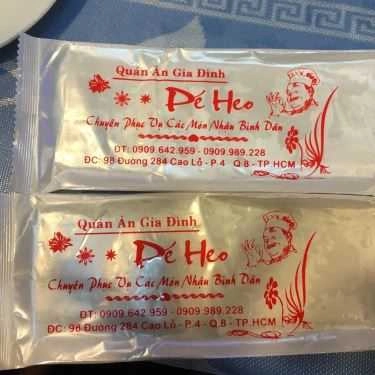 Quán Ăn Gia Đình
Dé Heo
Chuyên Phục Vụ Các Món Nhậu Bình Dân
ĐT: 0909.642.959 - 0909.989.228
ĐC: 98 Đường 284 Cao Lỗ - P.4 - Q.8 - TP.HCM
Quán Ăn Gia Đình
Dé Heo
Chuyên Phục Vụ Các Món Nhậu Bình Dân
ĐT: 0909.642.959 - 0909.989.228
ĐC: 98 Đường 284 Cao Lỗ - P.4 - Q.8 - TP.HCM